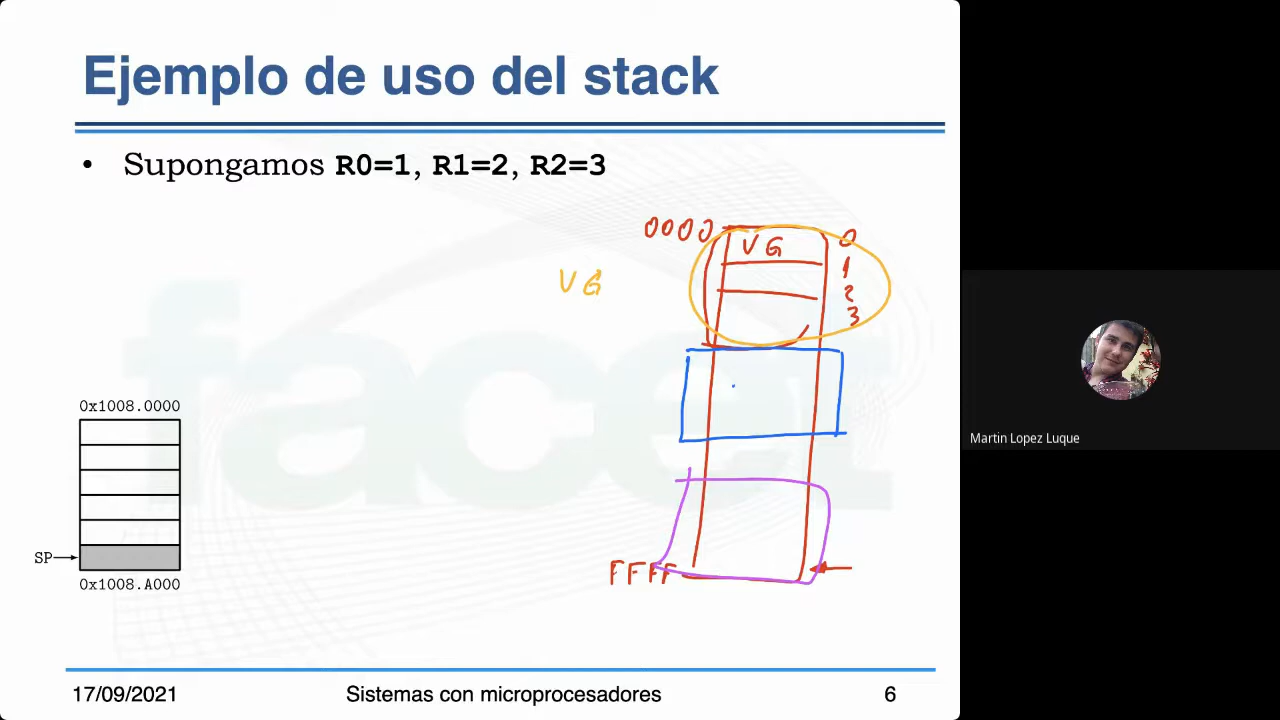 Ejemplo de uso del stack
• Supongamos R0=1, R1=2, R2=3
0000
VG
0
1
2
3
VG
0x1008.0000
SP
0x1008.A000
FFFF
Martin Lopez Luque
17/09/2021 Sistemas con microprocesadores 6
facet